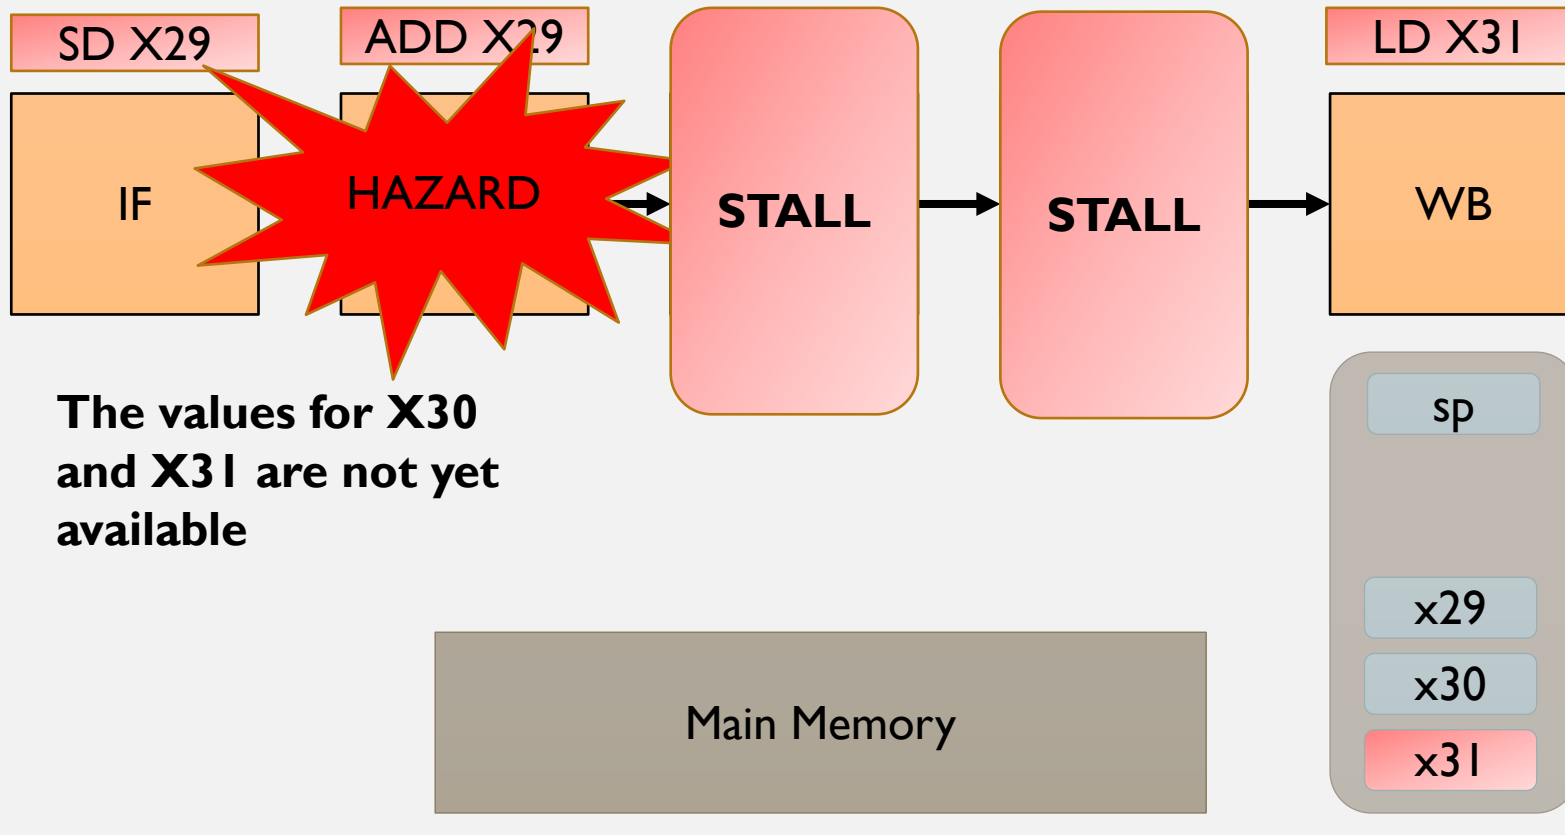 SD X29
ADD X29
LD X31
IF
HAZARD
STALL
STALL
WB
The values for X30
and X31 are not yet
available
sp
x29
x30
x31
Main Memory